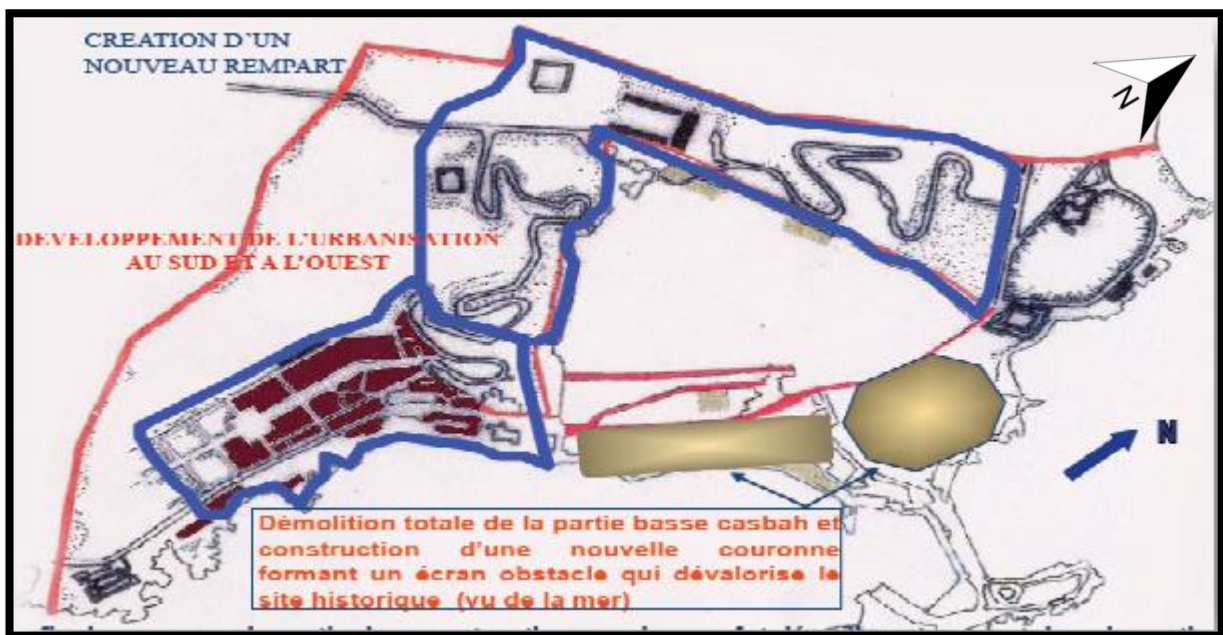 CREATION D`UN
NOUVEAU REMPART
N
DEVELOPPEMENT DE L'URBANISATION
AU SUD ET A L'OUEST
N
Démolition totale de la partie basse casbah et
construction d'une nouvelle couronne
formant un écran obstacle qui dévalorise le
site historique (vu de la mer)